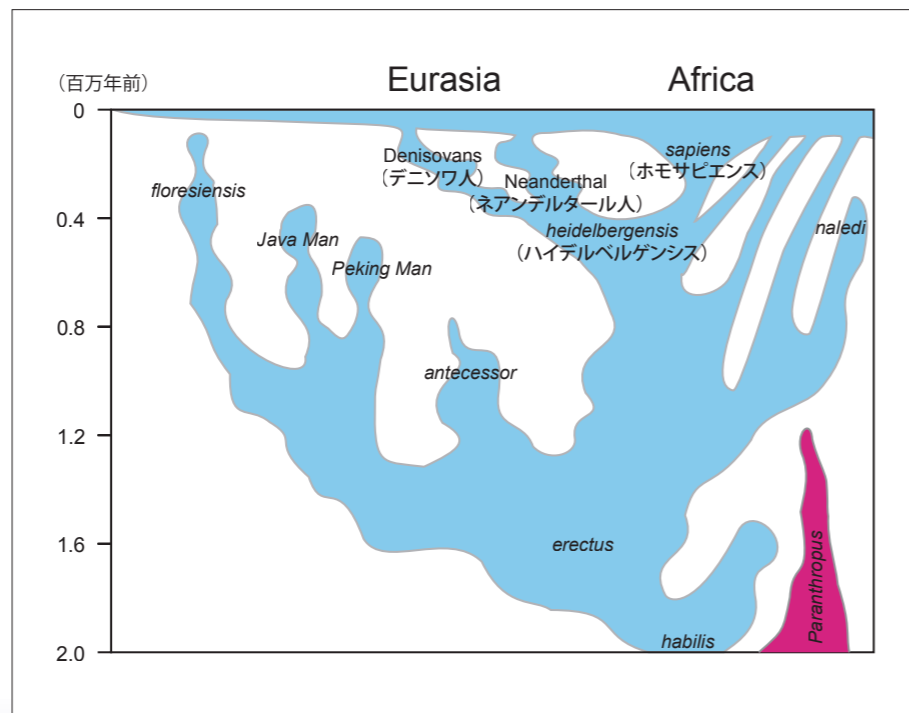 Eurasia
Africa
（百万年前）
0
0.4
0.8
1.2
1.6
2.0
Denisovans
（デニソワ人）
sapiens
（ホモサピエンス）
floresiensis
Neanderthal
（ネアンデルタール人）
Java Man
heidelbergensis
（ハイデルベルゲンシス）
naledi
Peking Man
antecessor
erectus
Paranthropus
habilis